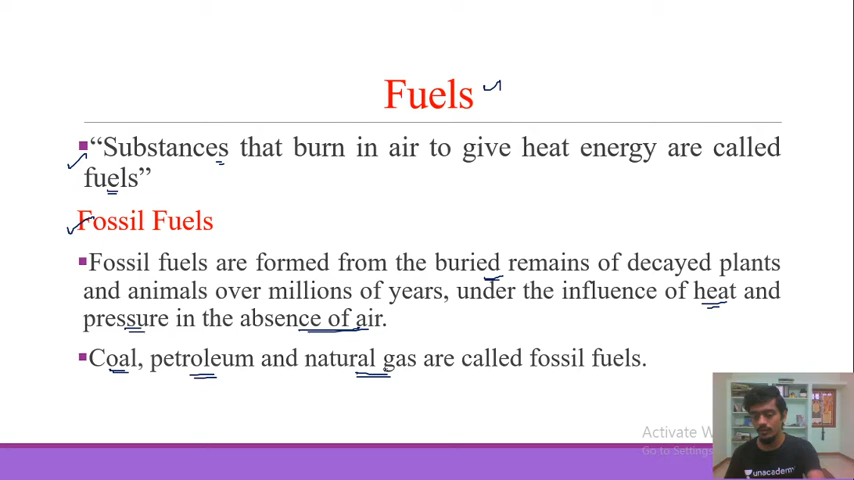 Fuels
“Substances that burn in air to give heat energy are called
fuels”
Fossil Fuels
Fossil fuels are formed from the buried remains of decayed plants
and animals over millions of years, under the influence of heat and
pressure in the absence of air.
Coal, petroleum and natural gas are called fossil fuels.
Activate
Go to Settings
unacademy